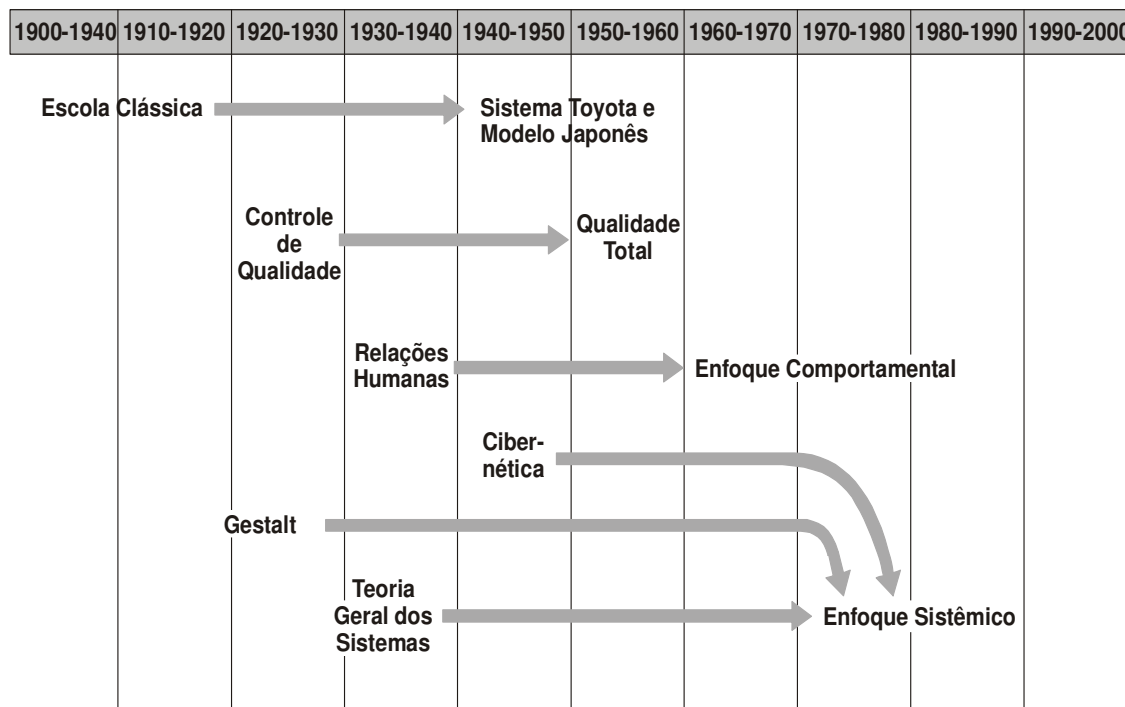 1900-1940 1910-1920 1920-1930 1930-1940 1940-1950 1950-1960 1960-1970 1970-1980 1980-1990 1990-2000
Escola Clássica
Sistema Toyota e
Modelo Japonês
Controle
de
Qualidade
Qualidade
Total
Relações
Humanas
Enfoque Comportamental
Ciber-
nética
Gestalt
Teoria
Geral dos
Sistemas
Enfoque Sistêmico